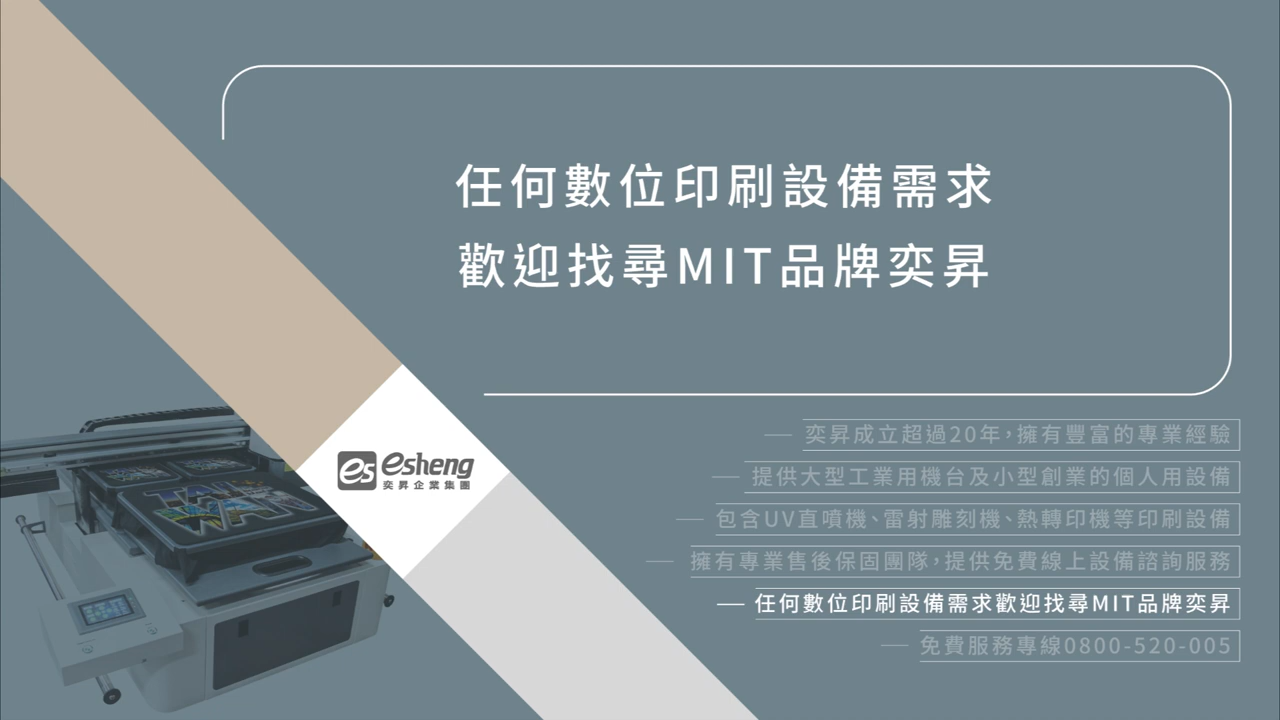 任何數位印刷設備需求
歡迎找尋MIT品牌奕昇
奕昇成立超過20年，擁有豐富的專業經驗
es esheng
奕昇企業集團
提供大型工業用機台及小型創業的個人用設備
包含UV直噴機、雷射雕刻機、熱轉印機等印刷設備
TAI
WAN
擁有專業售後保固團隊，提供免費線上設備諮詢服務
任何數位印刷設備需求歡迎找尋MIT品牌奕昇
免費服務專線0800-520-005